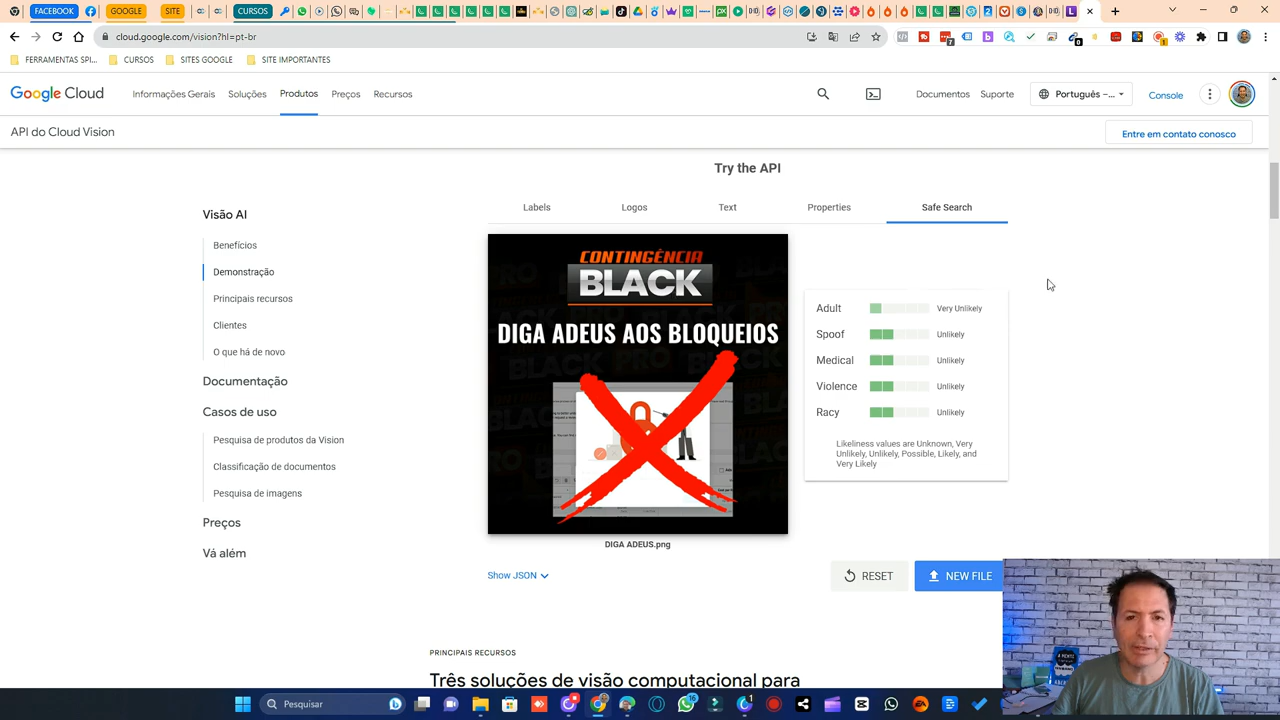 FACEBOOK
GOOGLE
SITE
CURSOS
cloud.google.com/vision?hl=pt-br
FERRAMENTAS SPI...
CURSOS
SITES GOOGLE
SITE IMPORTANTES
Google Cloud
Informações Gerais
Soluções
Produtos
Preços
Recursos
Documentos
Suporte
Português –...
Console
API do Cloud Vision
Entre em contato conosco
Try the API
Labels
Logos
Text
Properties
Safe Search
Visão AI
Benefícios
Demonstração
Principais recursos
Clientes
O que há de novo
Documentação
Casos de uso
Pesquisa de produtos da Vision
Classificação de documentos
Pesquisa de imagens
Preços
Vá além
CONTINGÊNCIA
BLACK
DIGA ADEUS AOS BLOQUEIOS
DIGA ADEUS.png
Adult Very Unlikely
Spoof Unlikely
Medical Unlikely
Violence Unlikely
Racy Unlikely
Likeliness values are Unknown, Very
Unlikely, Unlikely, Possible, Likely, and
Very Likely
Show JSON
RESET
NEW FILE
PRINCIPAIS RECURSOS
Três soluções de visão computacional para
Pesquisar
16
1